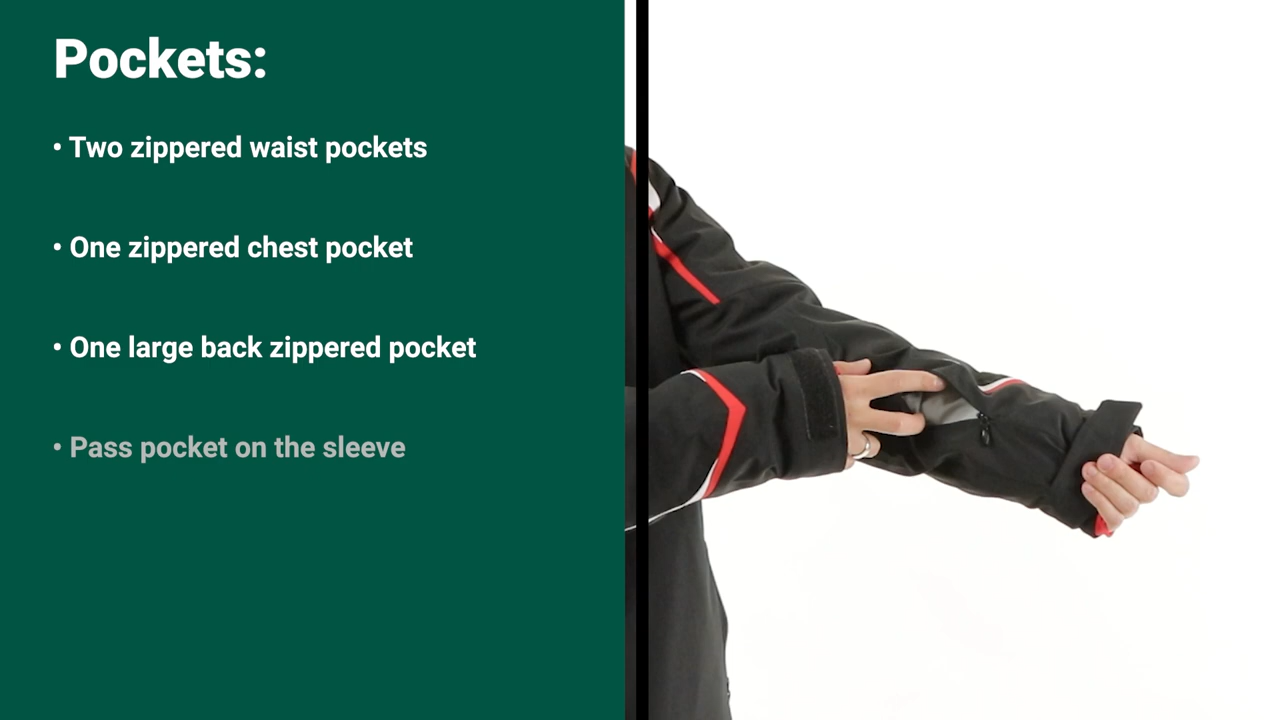 Pockets:
• Two zippered waist pockets
• One zippered chest pocket
• One large back zippered pocket
• Pass pocket on the sleeve